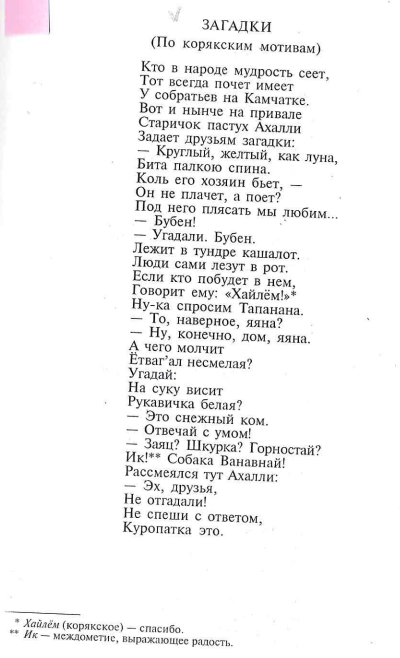 ЗАГАДКИ
(По корякским мотивам)
Кто в народе мудрость сеет,
Тот всегда почет имеет
У собратьев на Камчатке.
Вот и нынче на привале
Старичок пастух Ахалли
Задает друзьям загадки:
— Круглый, желтый, как луна,
Бита палкою спина.
Коль его хозяин бьет, —
Он не плачет, а поет?
Под него плясать мы любим...
— Бубен!
— Угадали. Бубен.
Лежит в тундре кашалот.
Люди сами лезут в рот.
Если кто побудет в нем,
Говорит ему: «Хайлём!»*
Ну-ка спросим Тапанана.
— То, наверное, яяна?
— Ну, конечно, дом, яяна.
А чего молчит
Ётваг'ал несмелая?
Угадай:
На суку висит
Рукавичка белая?
— Это снежный ком.
— Отвечай с умом!
— Заяц? Шкурка? Горностай?
Ик!** Собака Ванавнай!
Рассмеялся тут Ахалли:
— Эх, друзья,
Не отгадали!
Не спеши с ответом,
Куропатка это.
* Хайлём (корякское) — спасибо.
** Ик — междометие, выражающее радость.